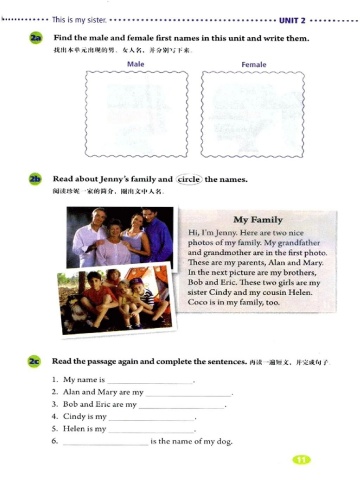 This is my sister.
UNIT 2
2a Find the male and female first names in this unit and write them.
找出本单元出现的男、女人名，并分别写下来。
Male Female
2b Read about Jenny's family and circle the names.
阅读珍妮一家的简介，圈出文中人名。
My Family
Hi, I'm Jenny. Here are two nice
photos of my family. My grandfather
and grandmother are in the first photo.
These are my parents, Alan and Mary.
In the next picture are my brothers,
Bob and Eric. These two girls are my
sister Cindy and my cousin Helen.
Coco is in my family, too.
2c Read the passage again and complete the sentences. 再读一遍短文，并完成句子。
1. My name is ____________.
2. Alan and Mary are my ____________.
3. Bob and Eric are my ____________.
4. Cindy is my ____________.
5. Helen is my ____________.
6. ____________ is the name of my dog.
11